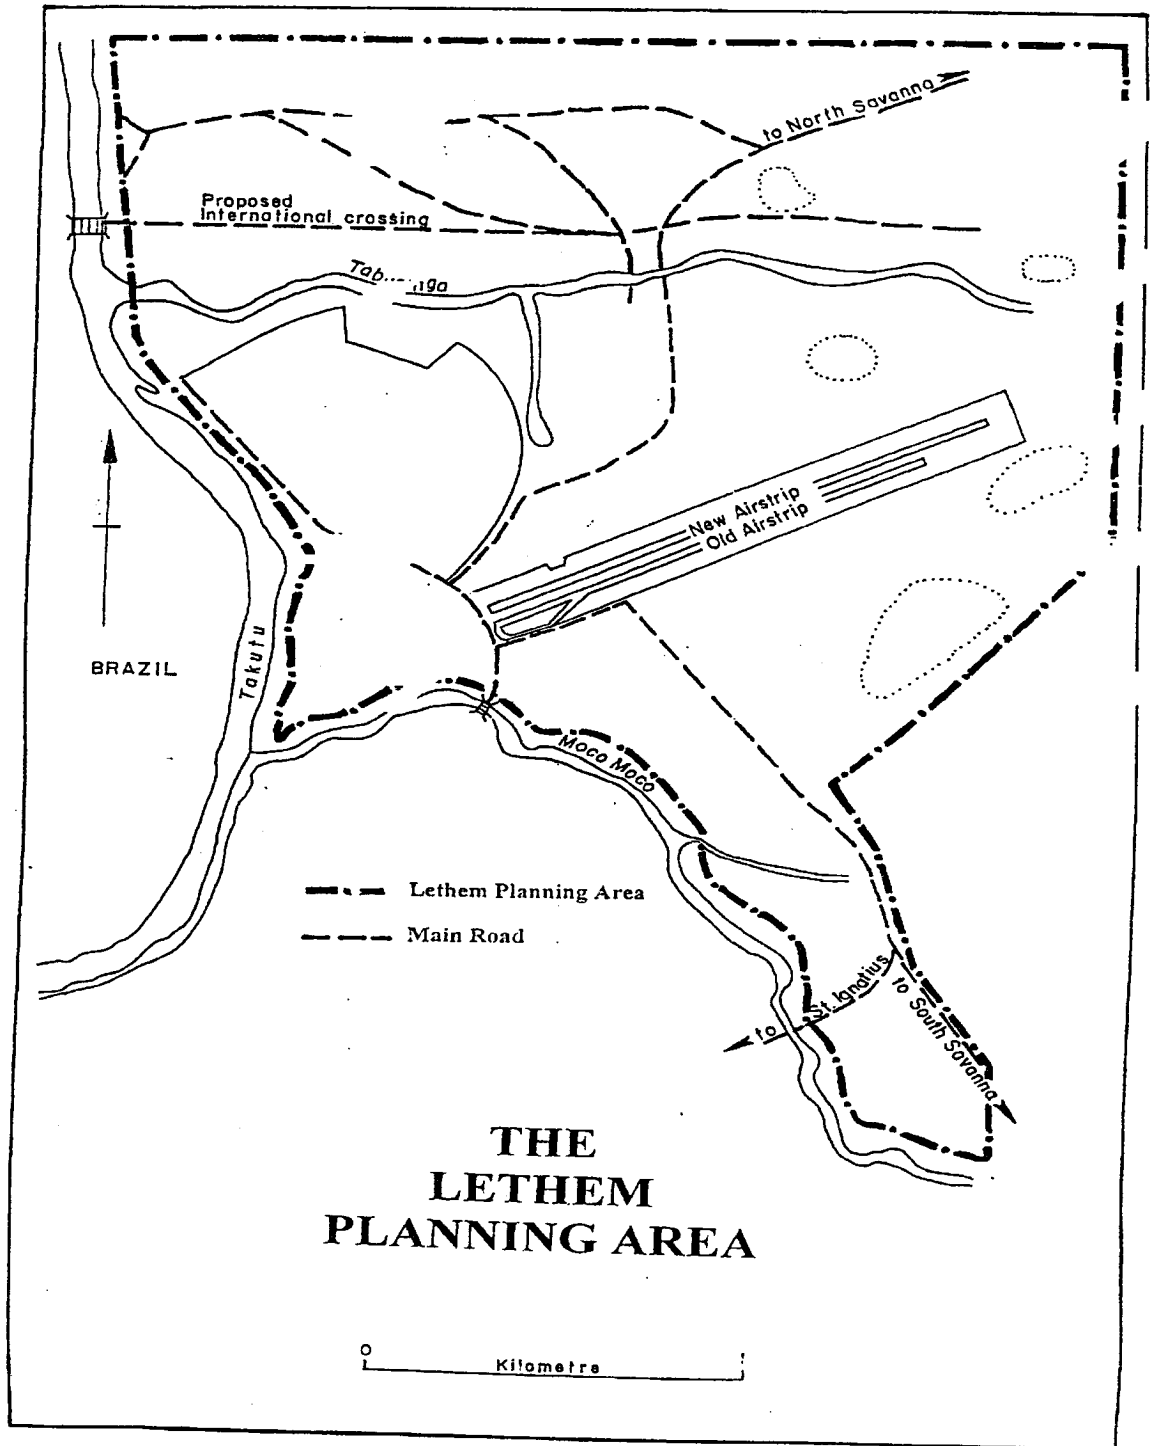 to North Savanna
Proposed
International crossing
New Airstrip
Old Airstrip
BRAZIL
Takutu
Moco Moco
Lethem Planning Area
Main Road
to St. Ignatius
to South Savanna
THE
LETHEM
PLANNING AREA
0
Kilometre